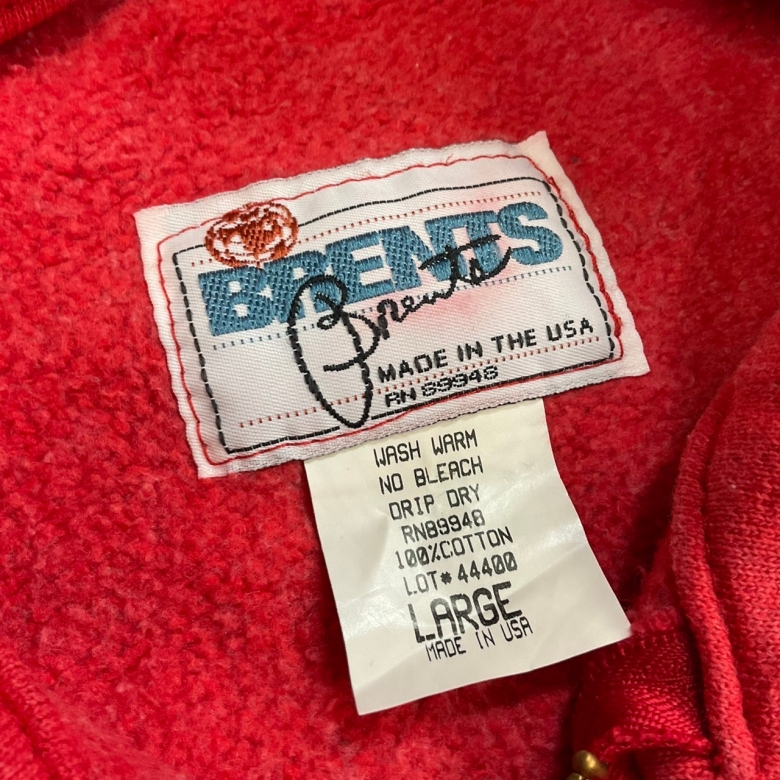 BRENTS
Brents
MADE IN THE USA
RN 89948
WASH WARM
NO BLEACH
DRIP DRY
RN89948
100%COTTON
LOT# 44400
LARGE
MADE IN USA